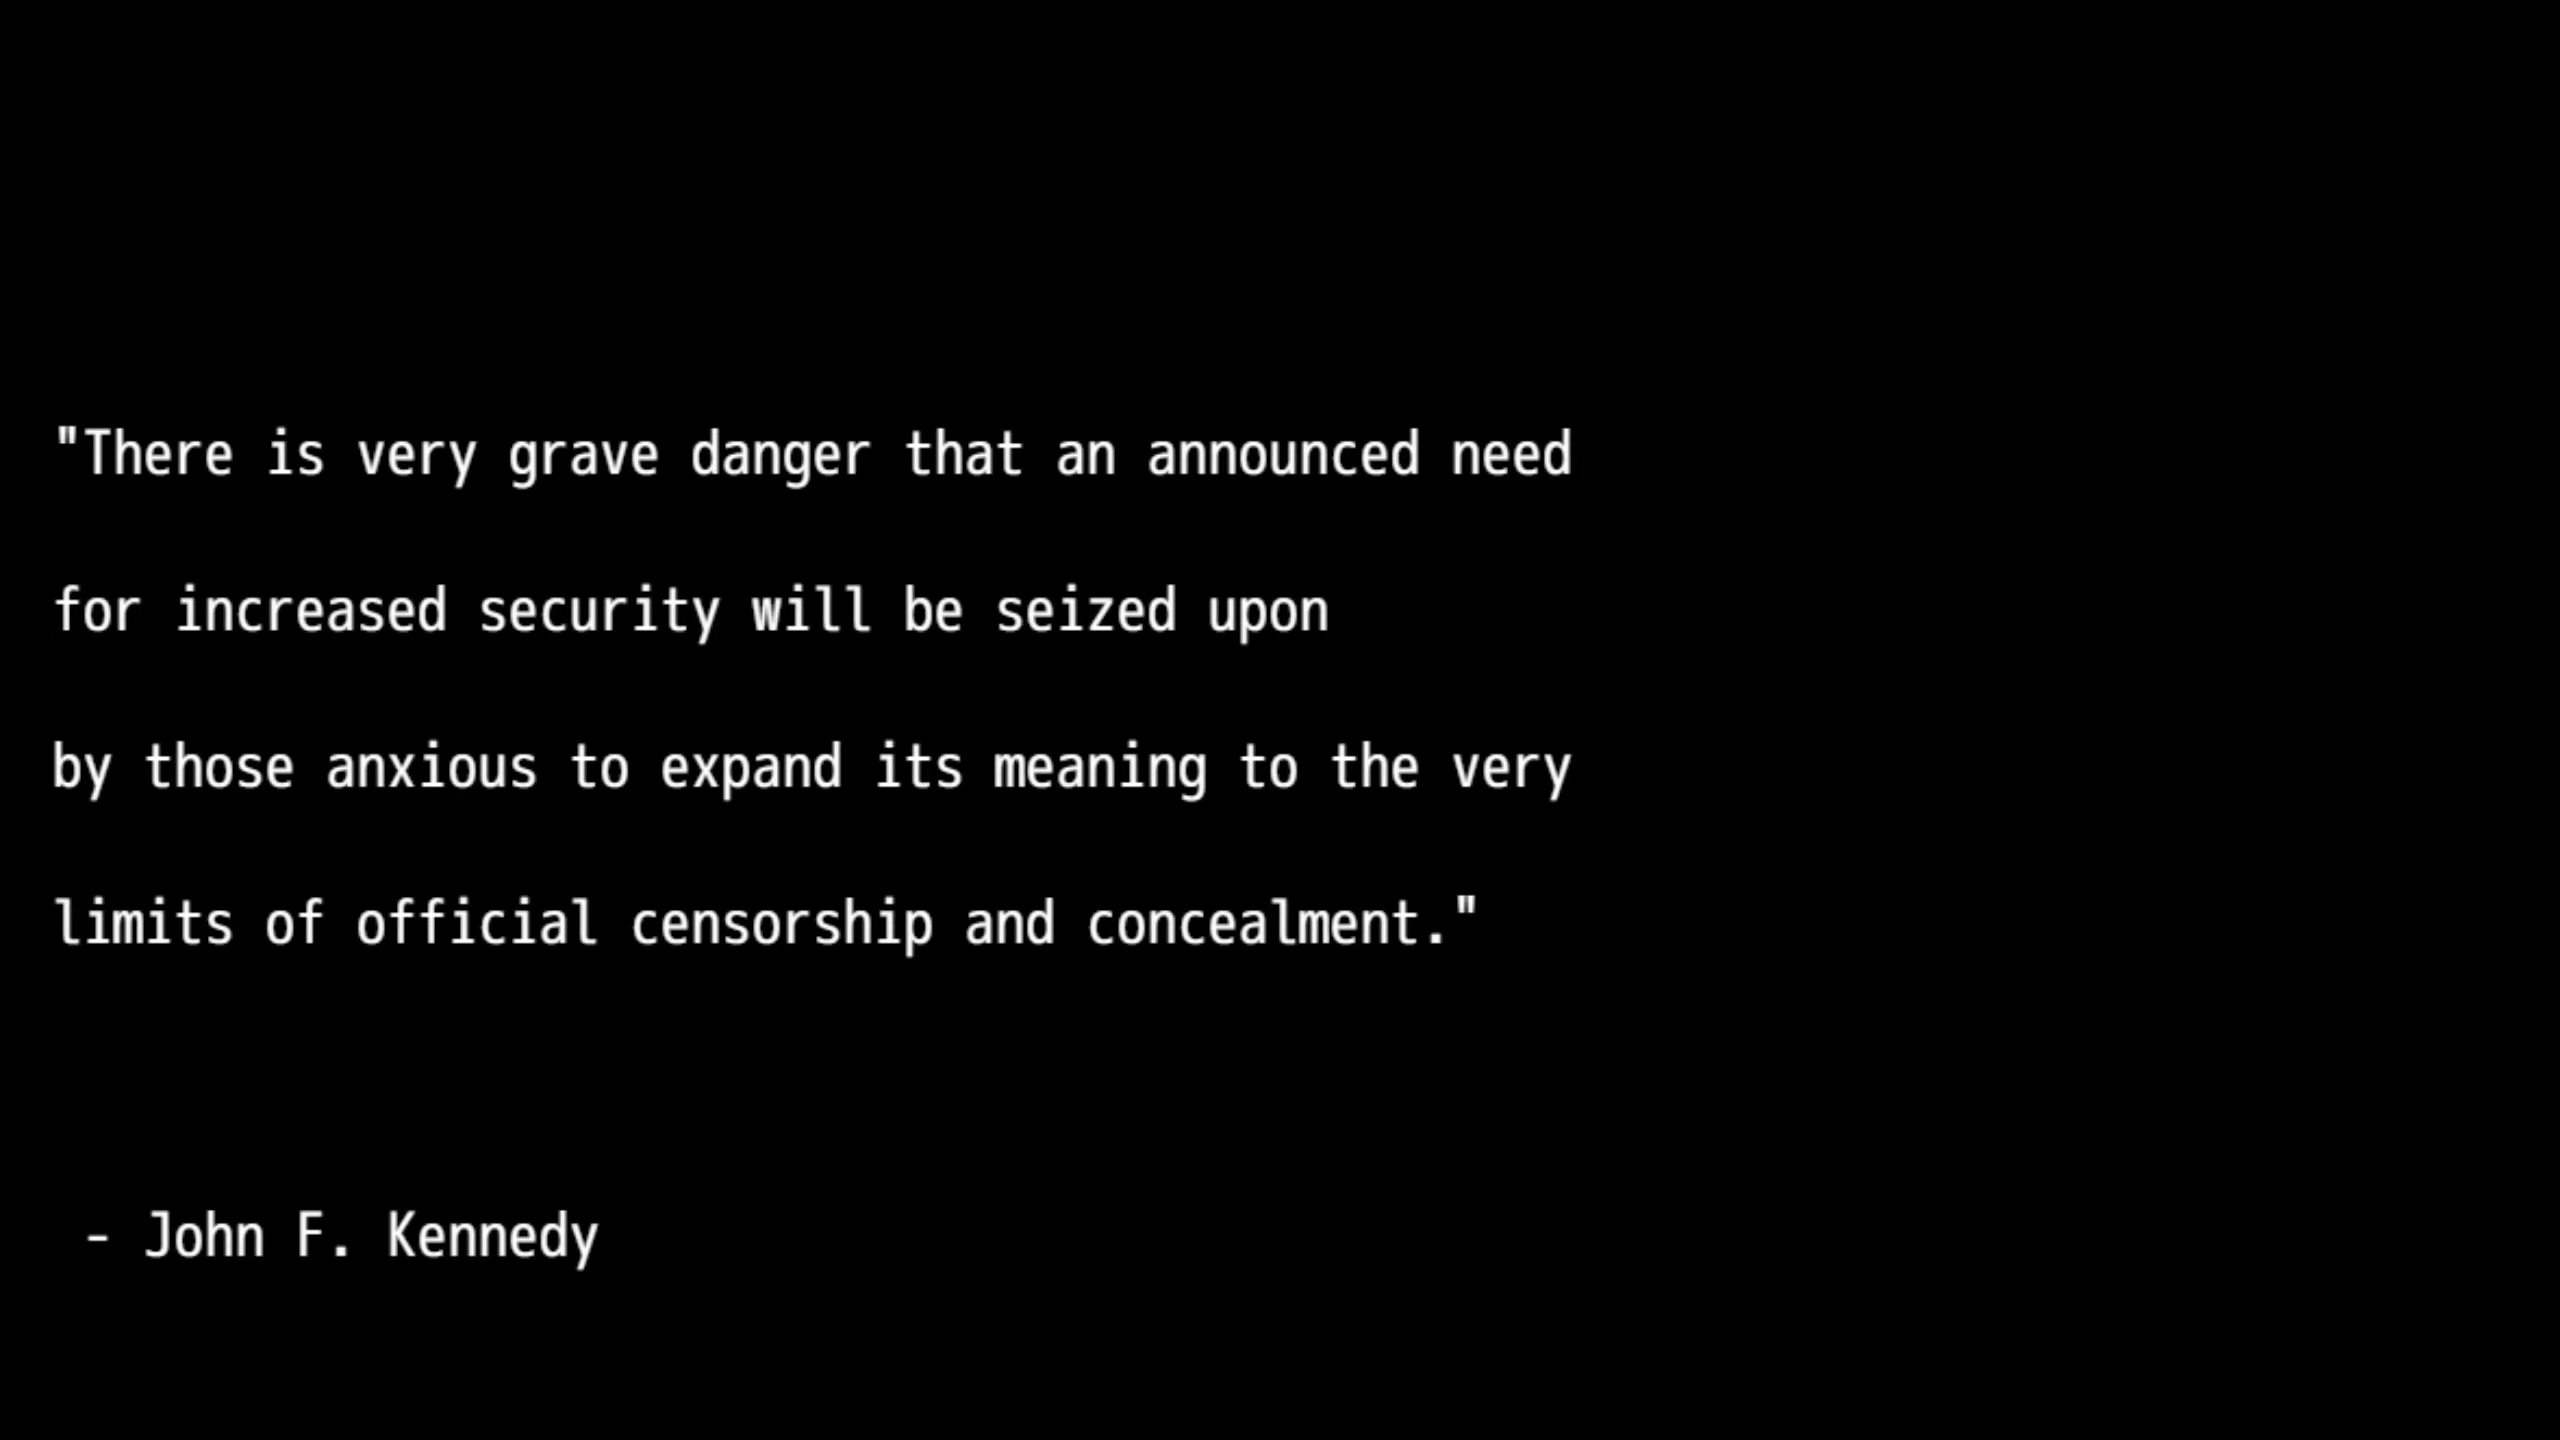 "There is very grave danger that an announced need
for increased security will be seized upon
by those anxious to expand its meaning to the very
limits of official censorship and concealment."
- John F. Kennedy